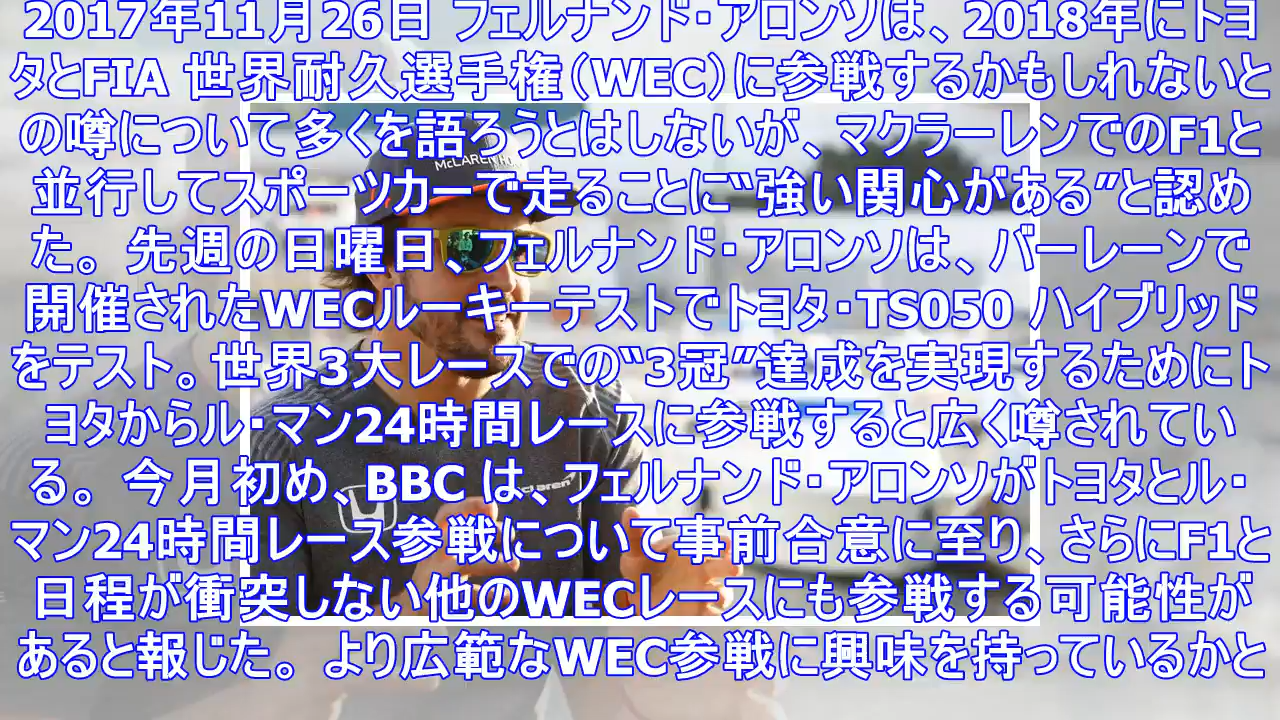 2017年11月26日 フェルナンド・アロンソは、2018年にトヨ
タとFIA 世界耐久選手権（WEC）に参戦するかもしれないと
の噂について多くを語ろうとはしないが、マクラーレンでのF1と
並行してスポーツカーで走ることに“強い関心がある”と認め
た。先週の日曜日、フェルナンド・アロンソは、バーレーンで
開催されたWECルーキーテストでトヨタ・TS050 ハイブリッド
をテスト。世界3大レースでの“3冠”達成を実現するためにト
ヨタからル・マン24時間レースに参戦すると広く噂されてい
る。今月初め、BBC は、フェルナンド・アロンソがトヨタとル・
マン24時間レース参戦について事前合意に至り、さらにF1と
日程が衝突しない他のWECレースにも参戦する可能性が
あると報じた。より広範なWEC参戦に興味を持っているかと
McLAREN
McLaren